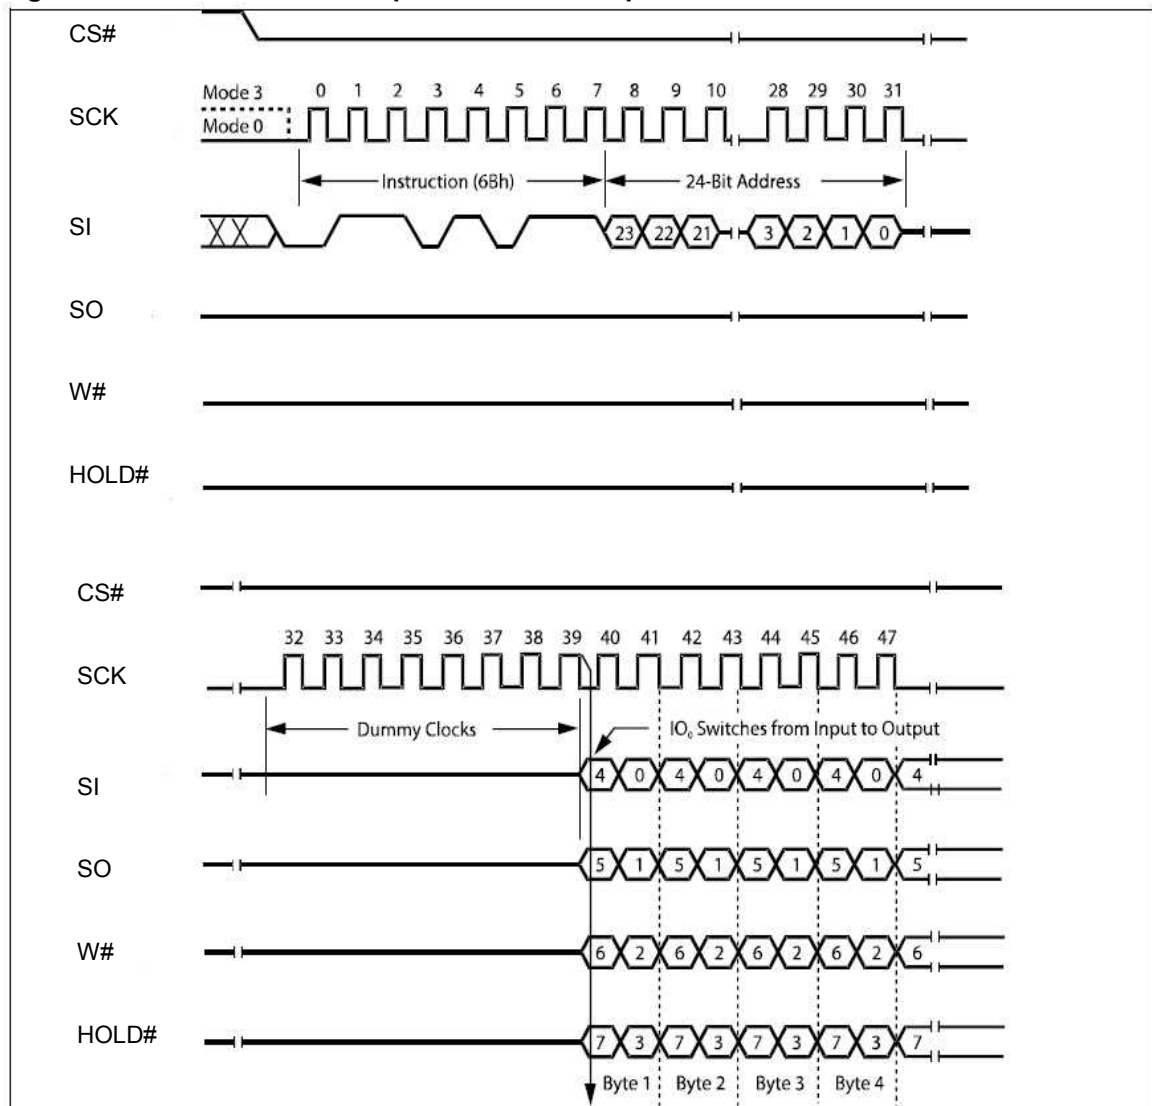 CS#
Mode 3 0 1 2 3 4 5 6 7 8 9 10 28 29 30 31
SCK
Mode 0
Instruction (6Bh) 24-Bit Address
SI
23 22 21 3 2 1 0
SO
W#
HOLD#
CS#
32 33 34 35 36 37 38 39 40 41 42 43 44 45 46 47
SCK
Dummy Clocks IO0 Switches from Input to Output
SI 4 0 4 0 4 0 4 0 4
SO 5 1 5 1 5 1 5 1 5
W# 6 2 6 2 6 2 6 2 6
HOLD# 7 3 7 3 7 3 7 3 7
Byte 1 Byte 2 Byte 3 Byte 4